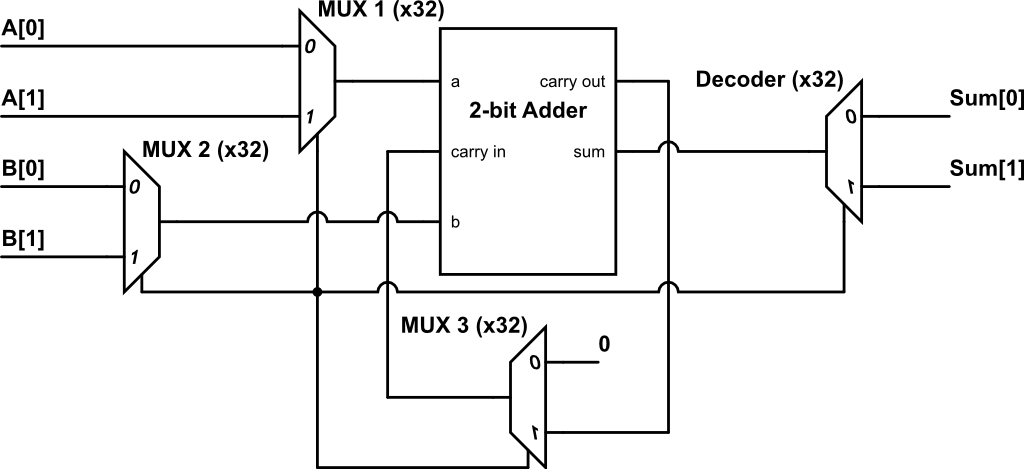 MUX 1 (x32)
A[0]
0
a
carry out
Decoder (x32)
Sum[0]
A[1]
1
2-bit Adder
0
MUX 2 (x32)
carry in
sum
B[0]
0
1
Sum[1]
b
B[1]
1
MUX 3 (x32)
0
0
1